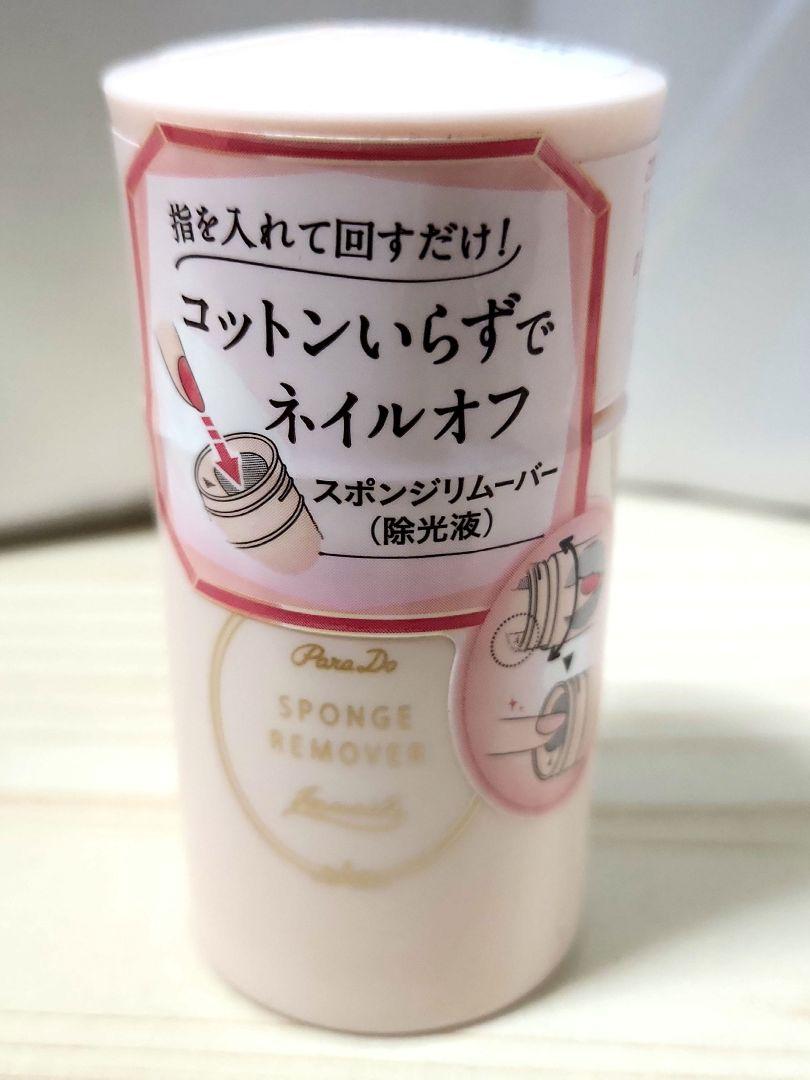 指を入れて回すだけ!
コットンいらずで
ネイルオフ
スポンジリムーバー
(除光液)
ParaDo
SPONGE
REMOVER